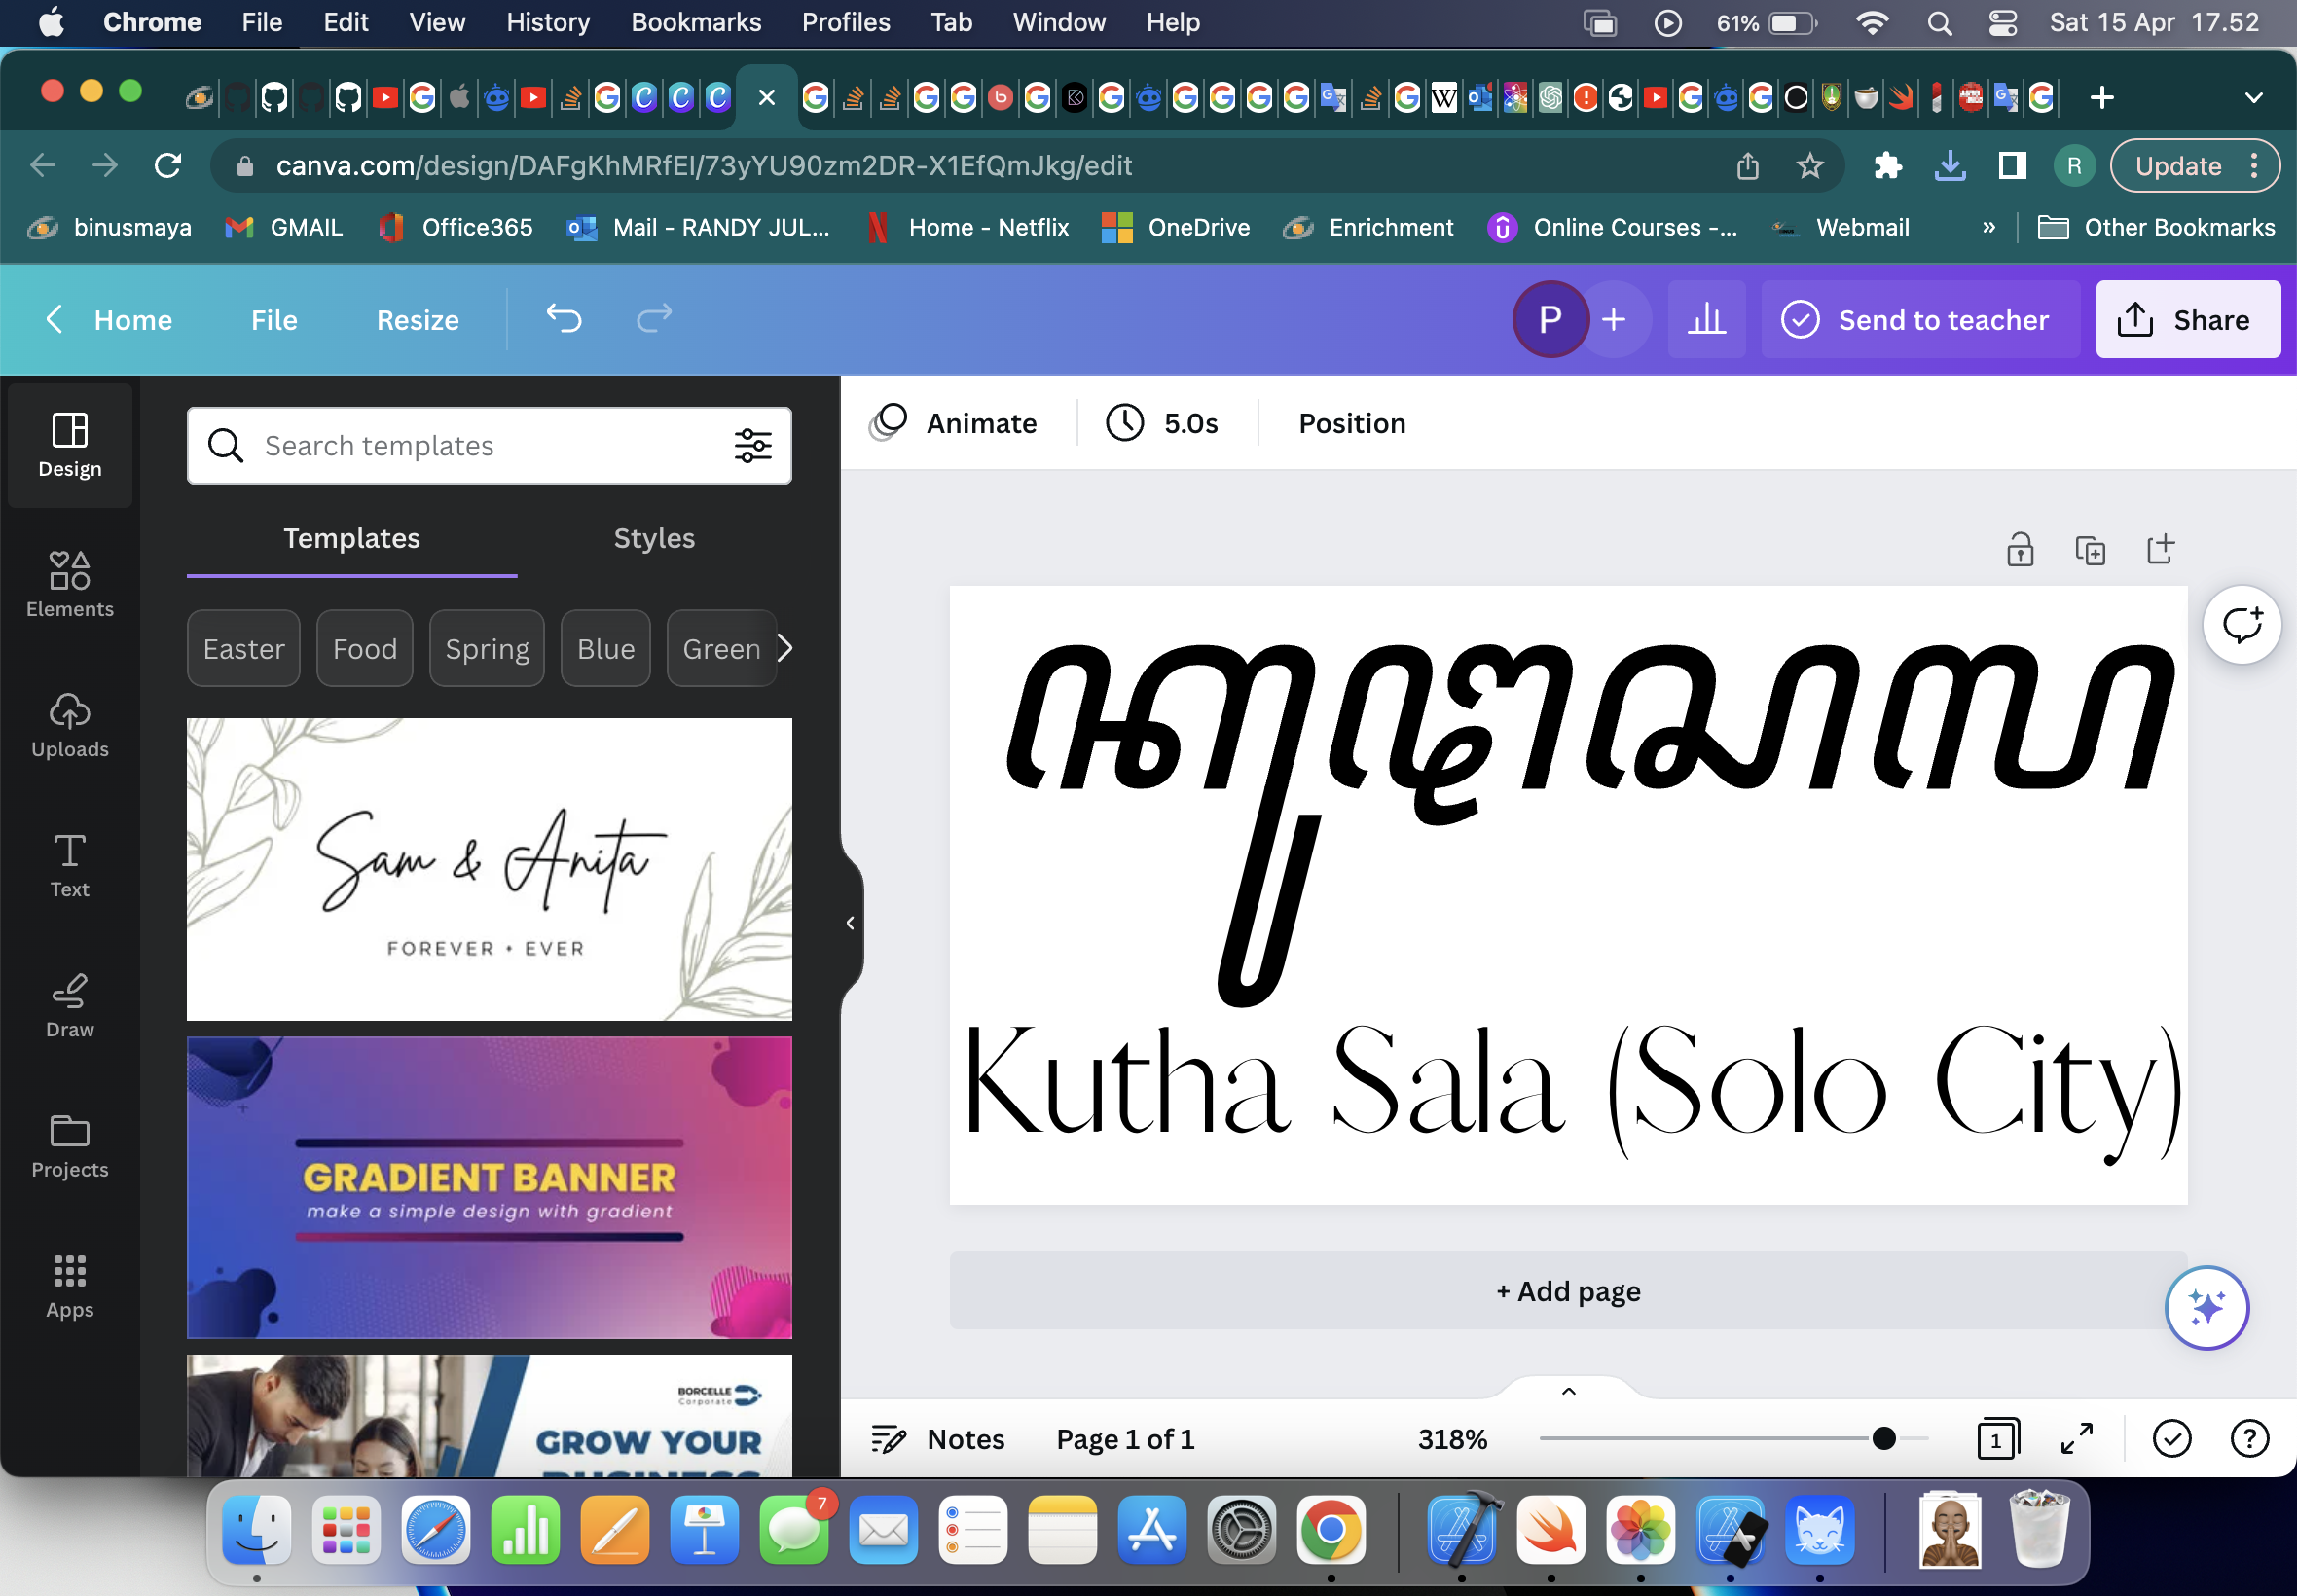 Chrome File Edit View History Bookmarks Profiles Tab Window Help 61% Sat 15 Apr 17.52
canva.com/design/DAFgKhMRfEI/73yYU90zm2DR-X1EfQmJkg/edit R Update
binusmaya GMAIL Office365 Mail - RANDY JUL... Home - Netflix OneDrive Enrichment Online Courses -... Webmail » Other Bookmarks
Home File Resize P + Send to teacher Share
Design
Elements
Uploads
Text
Draw
Projects
Apps
Search templates
Templates Styles
Easter Food Spring Blue Green
Sam & Anita
FOREVER + EVER
GRADIENT BANNER
make a simple design with gradient
BORCELLE
Corporate
GROW YOUR
BUSINESS
Animate 5.0s Position
ꦏꦸꦛꦱꦭ
Kutha Sala (Solo City)
+ Add page
Notes Page 1 of 1 318% 1
7